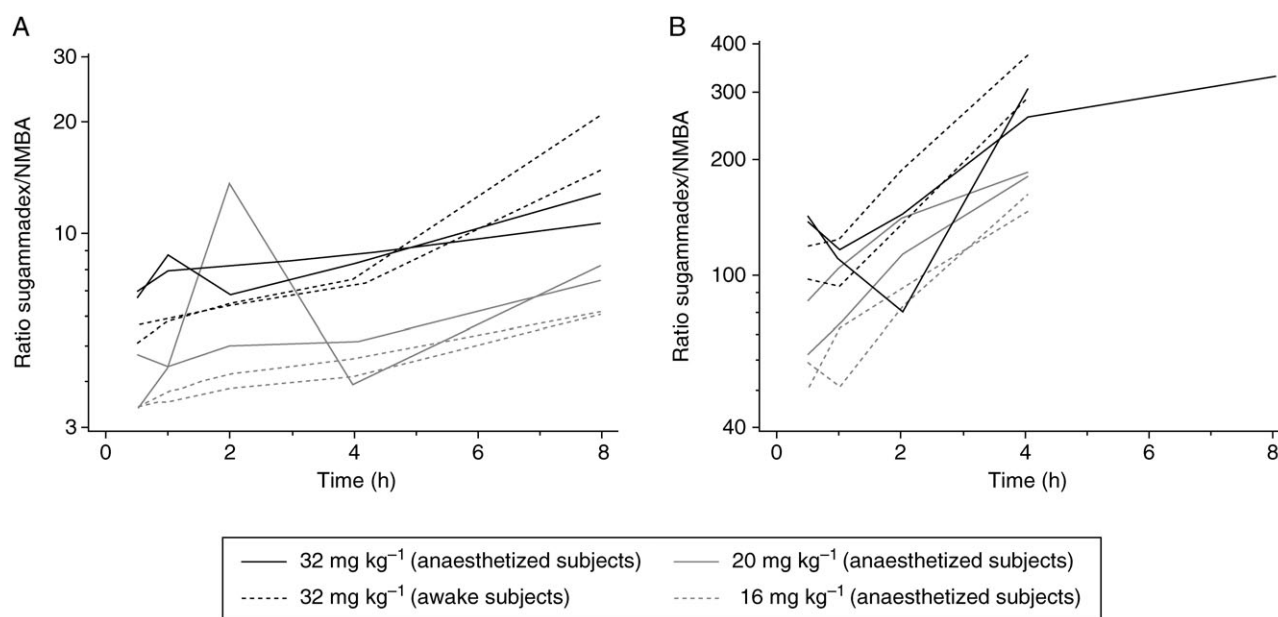 A
Ratio sugammadex/NMBA
30
20
10
3
0 2 4 6 8
Time (h)
B
Ratio sugammadex/NMBA
400
300
200
100
40
0 2 4 6 8
Time (h)
32 mg kg⁻¹ (anaesthetized subjects)
20 mg kg⁻¹ (anaesthetized subjects)
32 mg kg⁻¹ (awake subjects)
16 mg kg⁻¹ (anaesthetized subjects)